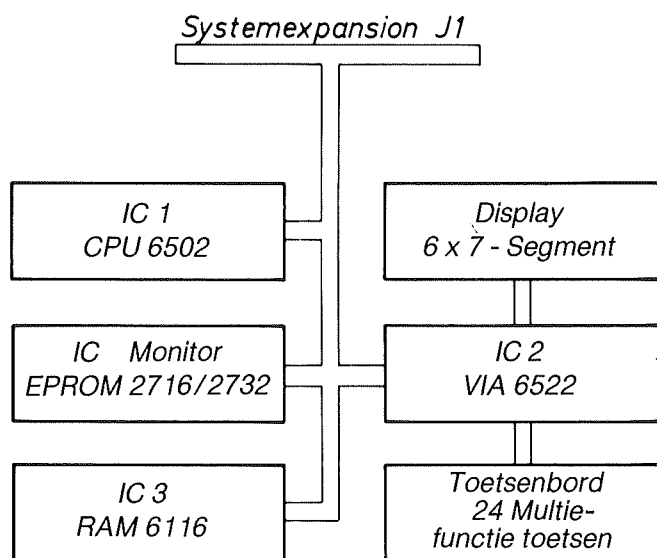 Systemexpansion J1
IC 1
CPU 6502
Display
6 x 7 - Segment
IC Monitor
EPROM 2716/2732
IC 2
VIA 6522
IC 3
RAM 6116
Toetsenbord
24 Multie-
functie toetsen